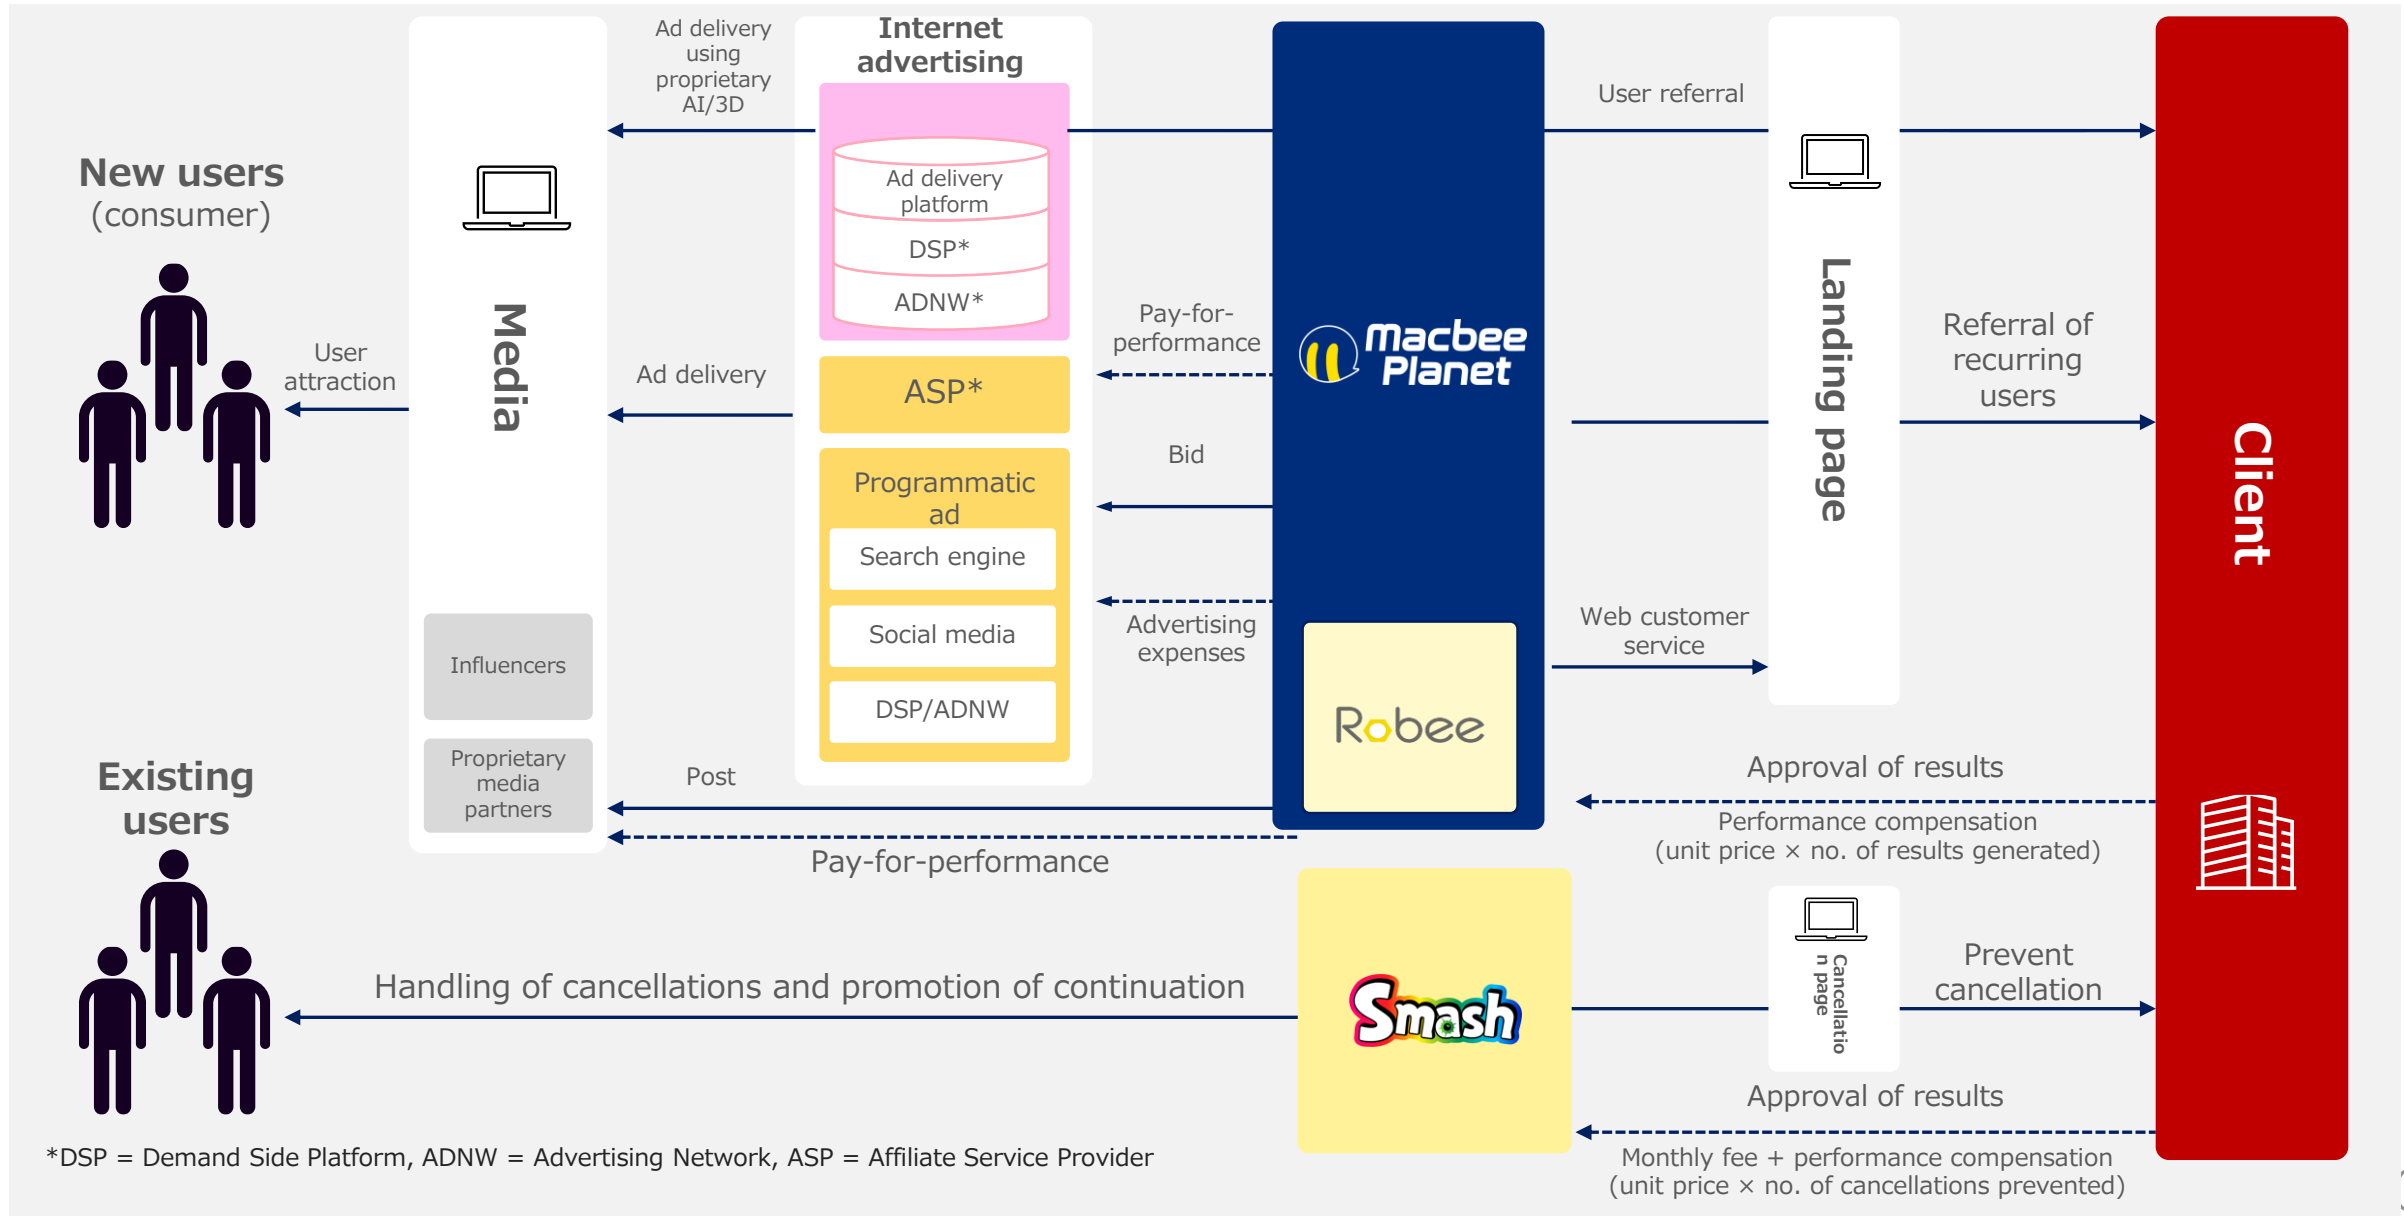 New users
(consumer)
Existing
users
User
attraction
Media
Influencers
Proprietary
media
partners
Ad delivery
using
proprietary
AI/3D
Ad delivery
Post
Pay-for-performance
Internet
advertising
Ad delivery
platform
DSP*
ADNW*
ASP*
Programmatic
ad
Search engine
Social media
DSP/ADNW
Pay-for-
performance
Bid
Advertising
expenses
macbee
Planet
Robee
User referral
Web customer
service
Landing page
Referral of
recurring
users
Client
Approval of results
Performance compensation
(unit price × no. of results generated)
Handling of cancellations and promotion of continuation
Smash
Cancellatio
n page
Prevent
cancellation
Approval of results
Monthly fee + performance compensation
(unit price × no. of cancellations prevented)
*DSP = Demand Side Platform, ADNW = Advertising Network, ASP = Affiliate Service Provider